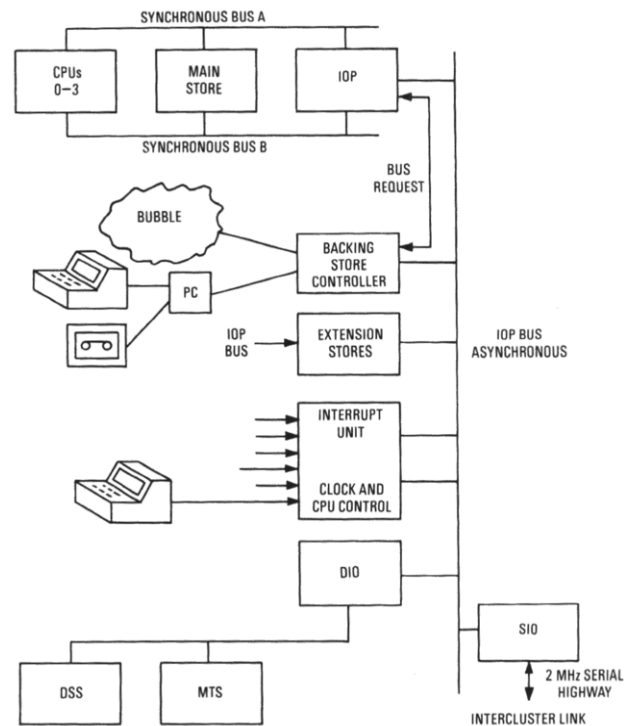 SYNCHRONOUS BUS A
CPUs
0–3
MAIN
STORE
IOP
SYNCHRONOUS BUS B
BUS
REQUEST
BUBBLE
BACKING
STORE
CONTROLLER
PC
IOP
BUS
EXTENSION
STORES
IOP BUS
ASYNCHRONOUS
INTERRUPT
UNIT
CLOCK AND
CPU CONTROL
DIO
SIO
DSS
MTS
2 MHz SERIAL
HIGHWAY
INTERCLUSTER LINK